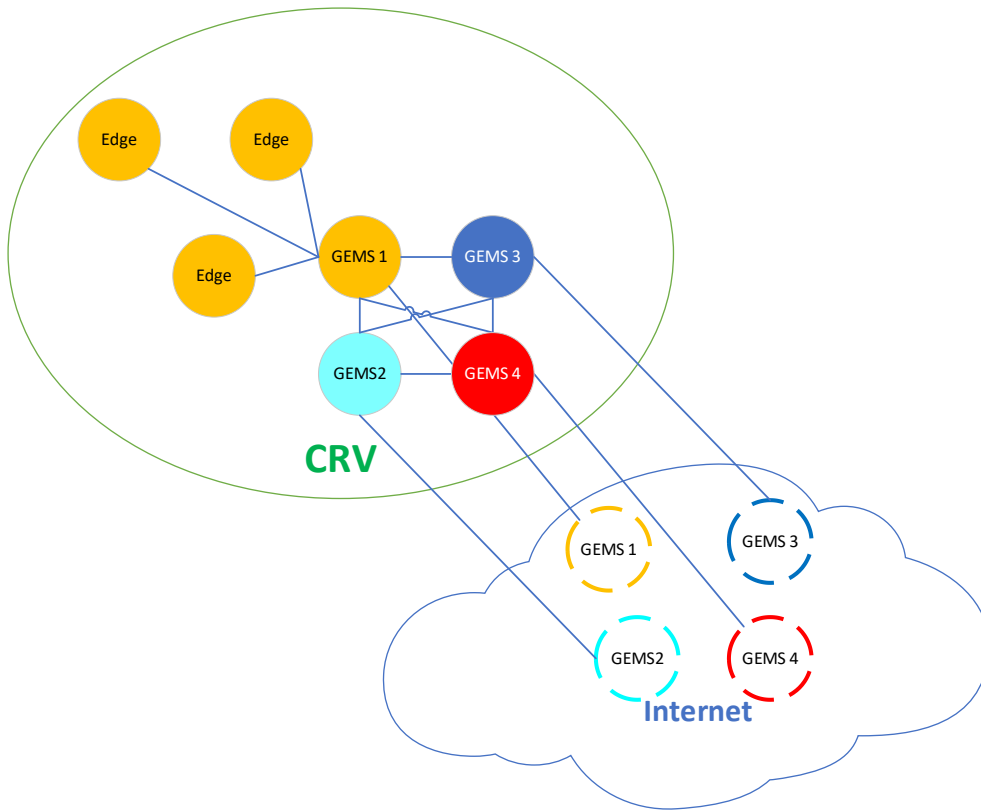 Edge
Edge
Edge
GEMS 1
GEMS 3
GEMS2
GEMS 4
CRV
GEMS 1
GEMS 3
GEMS2
GEMS 4
Internet